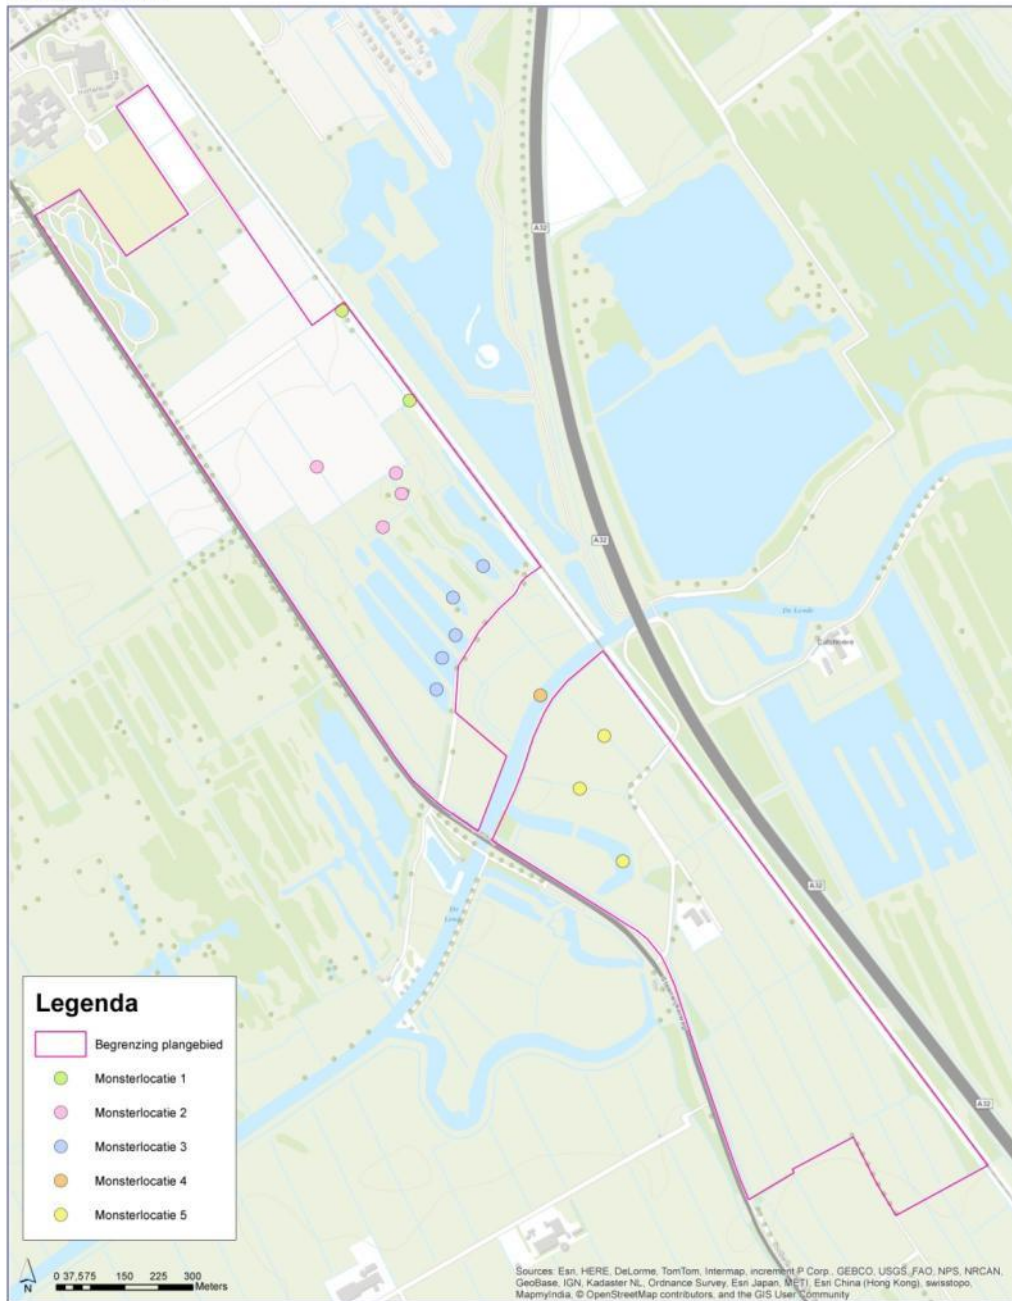 A32
A32
De Lende
A32
A32
Legenda
Begrenzing plangebied
Monsterlocatie 1
Monsterlocatie 2
Monsterlocatie 3
Monsterlocatie 4
Monsterlocatie 5
N
0 37,575 150 225 300
Meters
Sources: Esri, HERE, DeLorme, TomTom, Intermap, increment P Corp., GEBCO, USGS, FAO, NPS, NRCAN,
GeoBase, IGN, Kadaster NL, Ordnance Survey, Esri Japan, METI, Esri China (Hong Kong), swisstopo,
MapmyIndia, © OpenStreetMap contributors, and the GIS User Community